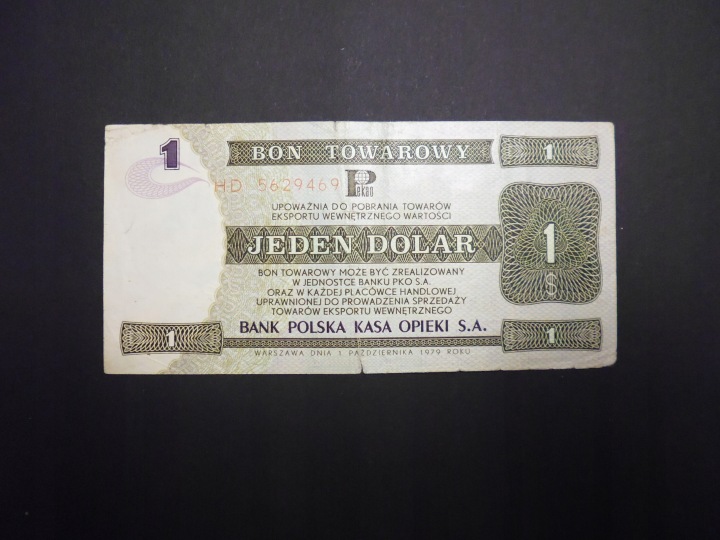 1
BON TOWAROWY
1
HD 5629469 Pekao
UPOWAŻNIA DO POBRANIA TOWARÓW
EKSPORTU WEWNĘTRZNEGO WARTOŚCI
JEDEN DOLAR
1
$
BON TOWAROWY MOŻE BYĆ ZREALIZOWANY
W JEDNOSTCE BANKU PKO S.A.
ORAZ W KAŻDEJ PLACÓWCE HANDLOWEJ
UPRAWNIONEJ DO PROWADZENIA SPRZEDAŻY
TOWARÓW EKSPORTU WEWNĘTRZNEGO
1
BANK POLSKA KASA OPIEKI S.A.
1
WARSZAWA DNIA 1 PAŹDZIERNIKA 1979 ROKU